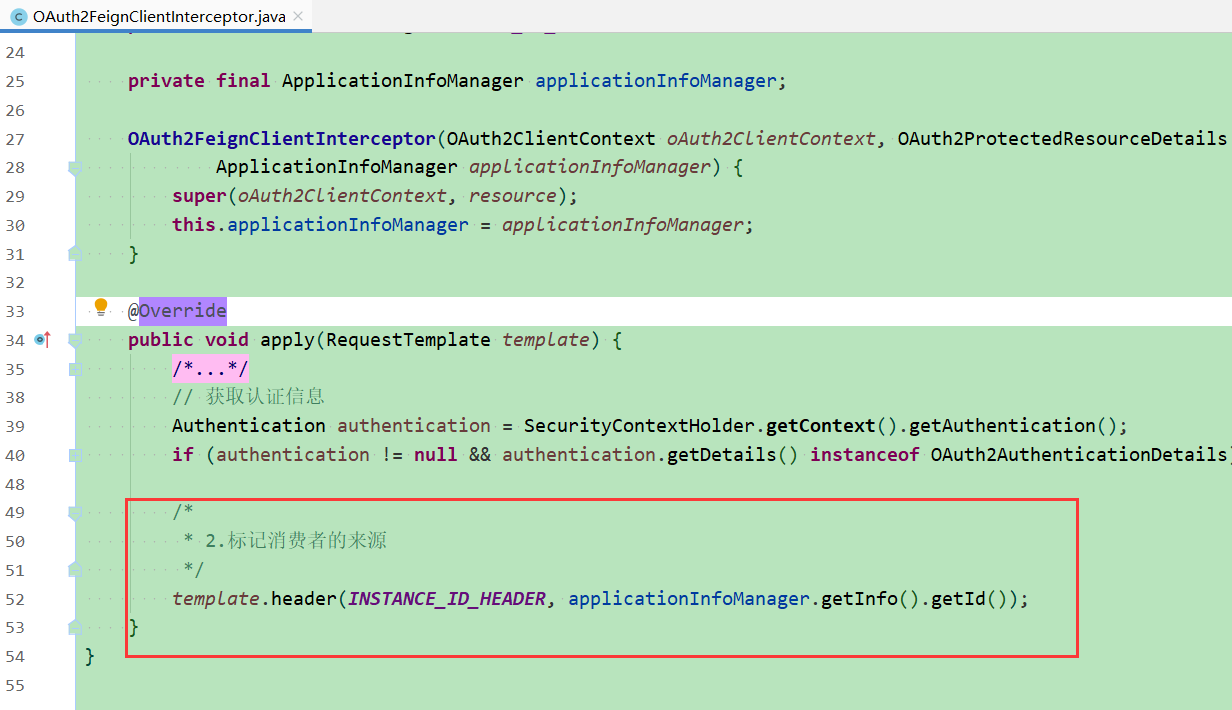 OAuth2FeignClientInterceptor.java
24
25 private final ApplicationInfoManager applicationInfoManager;
26
27 OAuth2FeignClientInterceptor(OAuth2ClientContext oAuth2ClientContext, OAuth2ProtectedResourceDetails
28 ApplicationInfoManager applicationInfoManager) {
29 super(oAuth2ClientContext, resource);
30 this.applicationInfoManager = applicationInfoManager;
31 }
32
33 @Override
34 public void apply(RequestTemplate template) {
35 /*...*/
38 // 获取认证信息
39 Authentication authentication = SecurityContextHolder.getContext().getAuthentication();
40 if (authentication != null && authentication.getDetails() instanceof OAuth2AuthenticationDetails)
48
49 /*
50 * 2.标记消费者的来源
51 */
52 template.header(INSTANCE_ID_HEADER, applicationInfoManager.getInfo().getId());
53 }
54 }
55